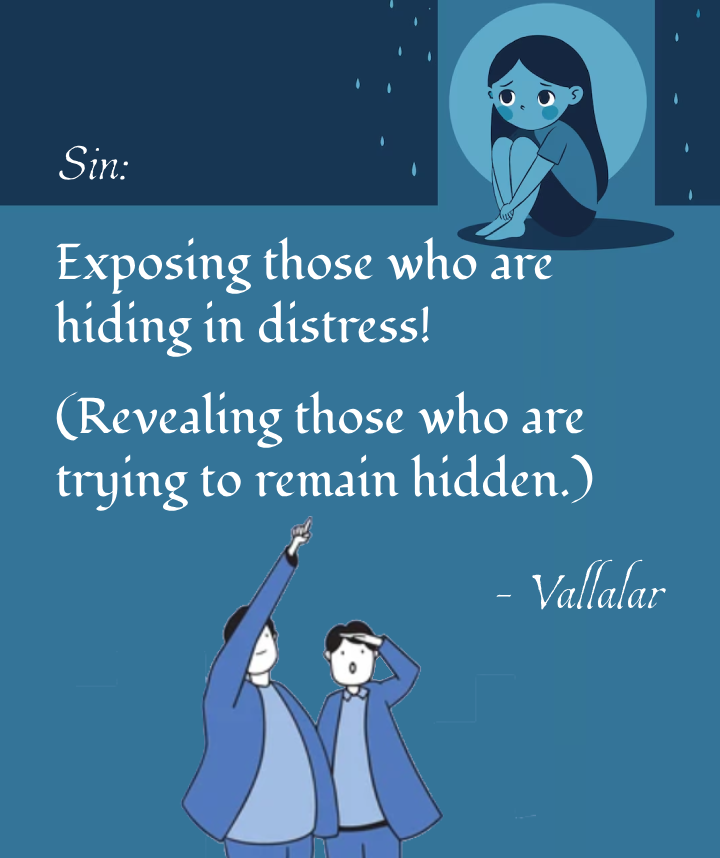 Sin:
Exposing those who are
hiding in distress!
(Revealing those who are
trying to remain hidden.)
- Vallalar